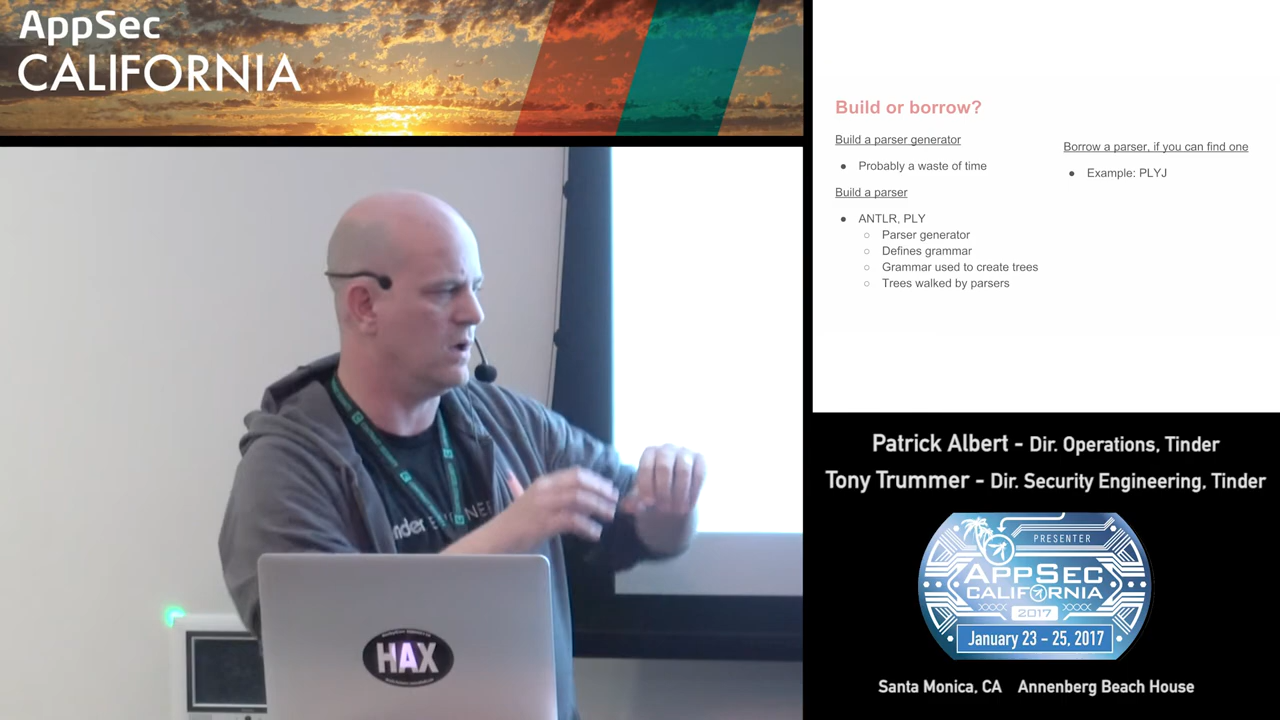 AppSec
CALIFORNIA
Build or borrow?
Build a parser generator
● Probably a waste of time
Build a parser
● ANTLR, PLY
○ Parser generator
○ Defines grammar
○ Grammar used to create trees
○ Trees walked by parsers
Borrow a parser, if you can find one
● Example: PLYJ
HAX
Patrick Albert - Dir. Operations, Tinder
Tony Trummer - Dir. Security Engineering, Tinder
PRESENTER
APPSEC
CALIFORNIA
2017
January 23 - 25, 2017
Santa Monica, CA Annenberg Beach House